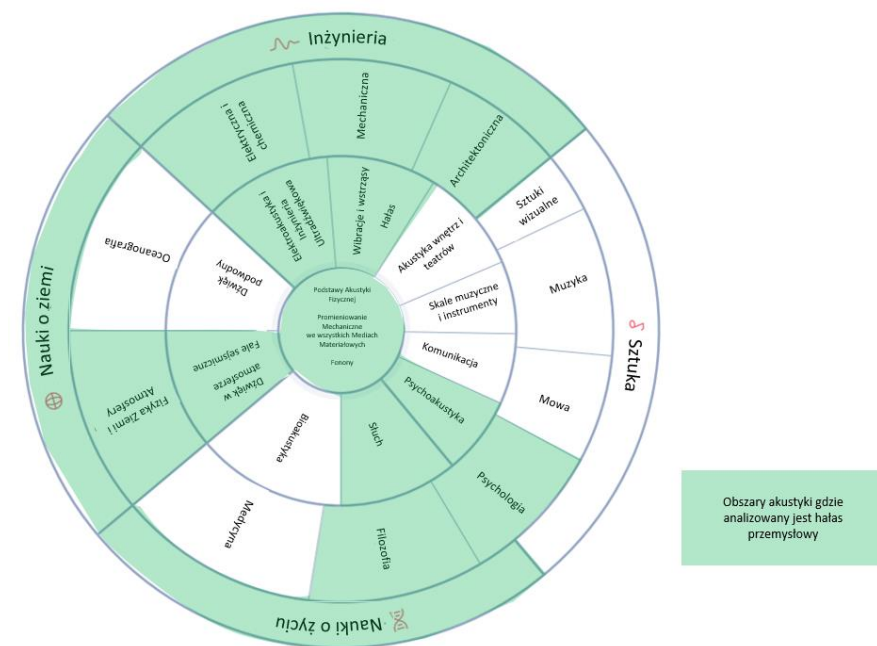 Inżynieria
Elektryczna i
chemiczna
Mechaniczna
Architektoniczna
Elektroakustyka i
Inżynieria
Ultradźwiękowa
Wibracje i wstrząsy
Hałas
Sztuki
wizualne
Akustyka wnętrz i
teatrów
Oceanografia
Dźwięk
podwodny
Muzyka
Skale muzyczne
i instrumenty
Podstawy Akustyki
Fizycznej
Promieniowanie
Mechaniczne
we wszystkich Mediach
Materiałowych
Fonony
Nauki o ziemi
Sztuka
Komunikacja
Mowa
Dźwięk w
atmosferze
Fale sejsmiczne
Fizyka Ziemi i
Atmosfery
Psychoakustyka
Bioakustyka
Słuch
Psychologia
Medycyna
Filozofia
Nauki o życiu
Obszary akustyki gdzie
analizowany jest hałas
przemysłowy